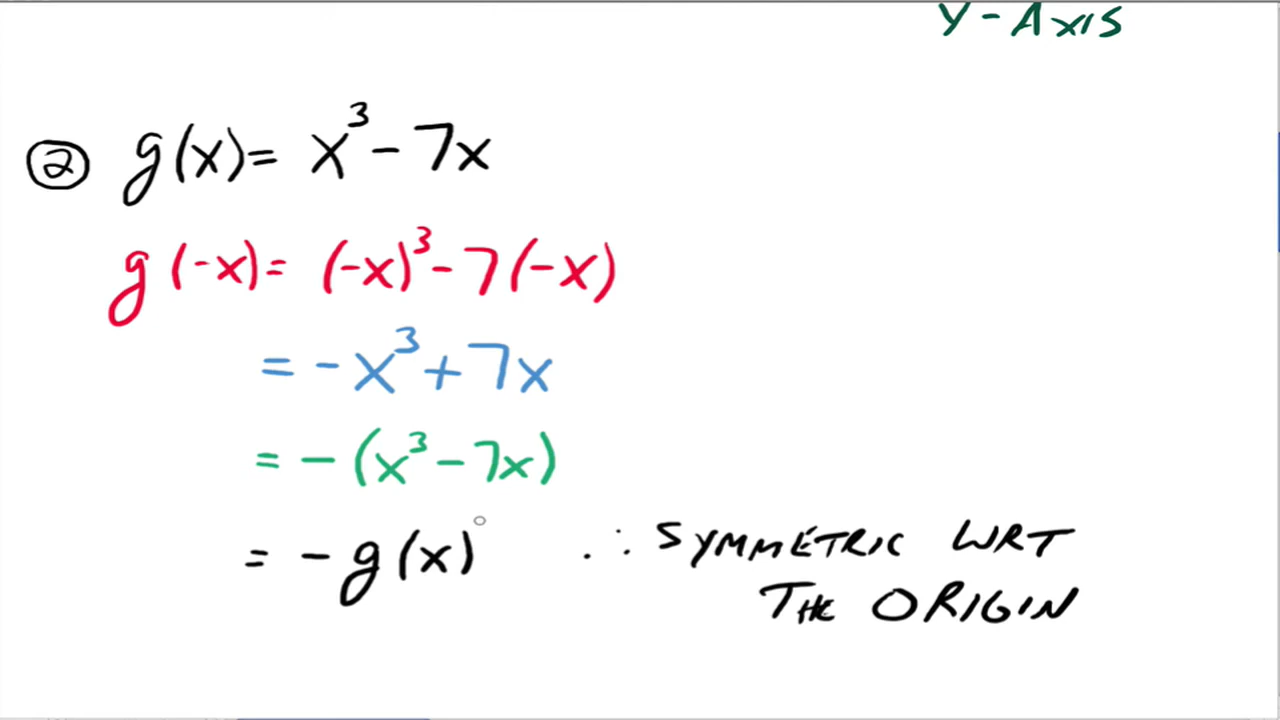 Y-AXIS
② g(x)= x³-7x
g(-x)= (-x)³-7(-x)
= -x³+7x
= -(x³-7x)
= -g(x) ∴ SYMMETRIC WRT
THE ORIGIN